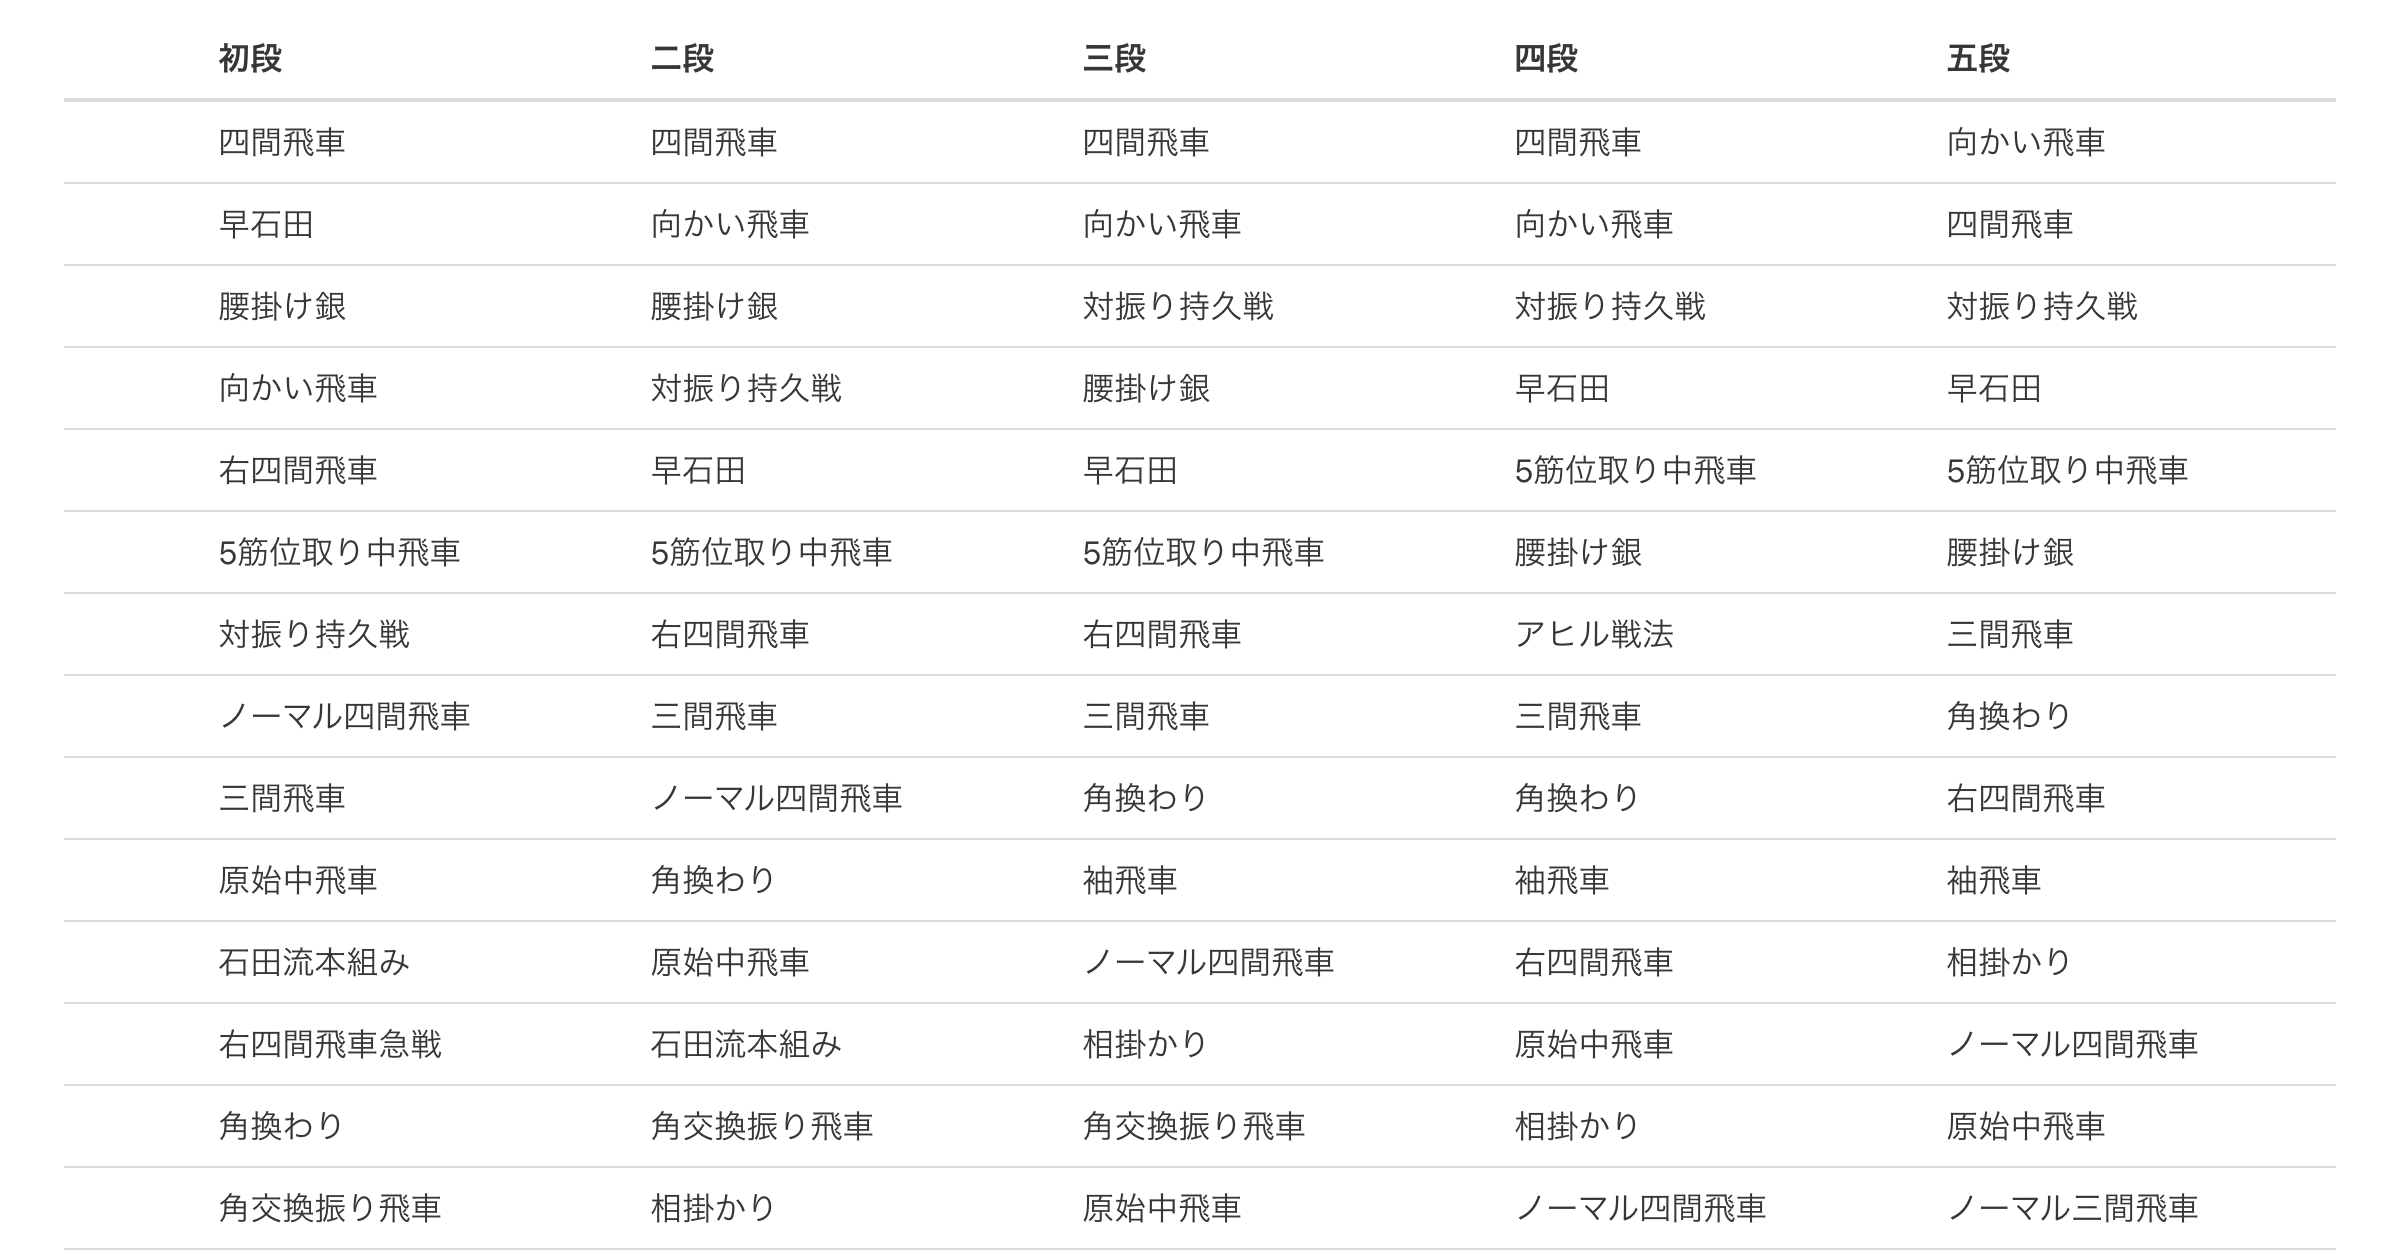 初段 二段 三段 四段 五段
四間飛車 四間飛車 四間飛車 四間飛車 向かい飛車
早石田 向かい飛車 向かい飛車 向かい飛車 四間飛車
腰掛け銀 腰掛け銀 対振り持久戦 対振り持久戦 対振り持久戦
向かい飛車 対振り持久戦 腰掛け銀 早石田 早石田
右四間飛車 早石田 早石田 5筋位取り中飛車 5筋位取り中飛車
5筋位取り中飛車 5筋位取り中飛車 5筋位取り中飛車 腰掛け銀 腰掛け銀
対振り持久戦 右四間飛車 右四間飛車 アヒル戦法 三間飛車
ノーマル四間飛車 三間飛車 三間飛車 三間飛車 角換わり
三間飛車 ノーマル四間飛車 角換わり 角換わり 右四間飛車
原始中飛車 角換わり 袖飛車 袖飛車 袖飛車
石田流本組み 原始中飛車 ノーマル四間飛車 右四間飛車 相掛かり
右四間飛車急戦 石田流本組み 相掛かり 原始中飛車 ノーマル四間飛車
角換わり 角交換振り飛車 角交換振り飛車 相掛かり 原始中飛車
角交換振り飛車 相掛かり 原始中飛車 ノーマル四間飛車 ノーマル三間飛車